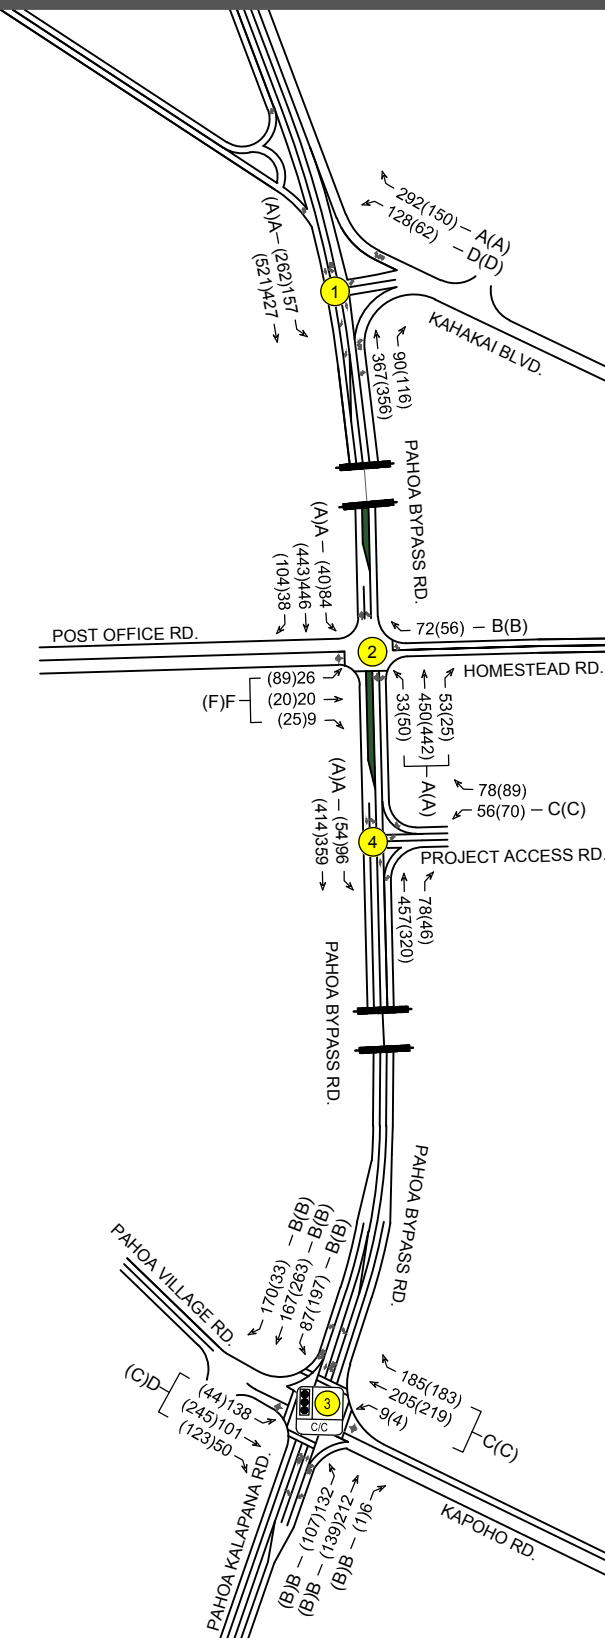 292(150) – A(A)
128(62) – D(D)
(A)A – (262)157
(521)427
1
KAHAKAI BLVD.
90(116)
367(356)
PAHOA BYPASS RD.
(A)A – (40)84
(443)446
(104)38
72(56) – B(B)
POST OFFICE RD.
2
HOMESTEAD RD.
(F)F
(89)26
(20)20
(25)9
33(50)
450(442)
53(25)
A(A)
(A)A – (54)96
(414)359
78(89)
56(70) – C(C)
4
PROJECT ACCESS RD.
457(320)
78(46)
PAHOA BYPASS RD.
PAHOA BYPASS RD.
170(33) – B(B)
167(263) – B(B)
87(197) – B(B)
PAHOA VILLAGE RD.
(C)D
(44)138
(245)101
(123)50
3
C/C
185(183)
205(219)
9(4)
C(C)
PAHOA KALAPANA RD.
(B)B – (107)132
(B)B – (139)212
(B)B – (1)6
KAPOHO RD.